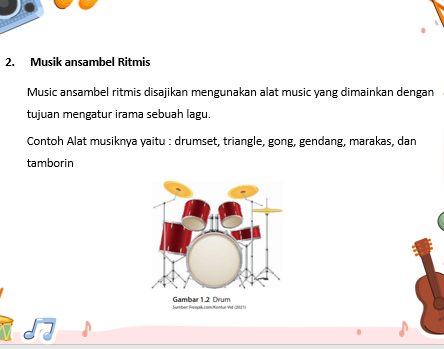 2. Musik ansambel Ritmis
Music ansambel ritmis disajikan mengunakan alat music yang dimainkan dengan
tujuan mengatur irama sebuah lagu.
Contoh Alat musiknya yaitu : drumset, triangle, gong, gendang, marakas, dan
tamborin
Gambar 1.2 Drum
Sumber: freepik.com/Kontur-Vid (2021)